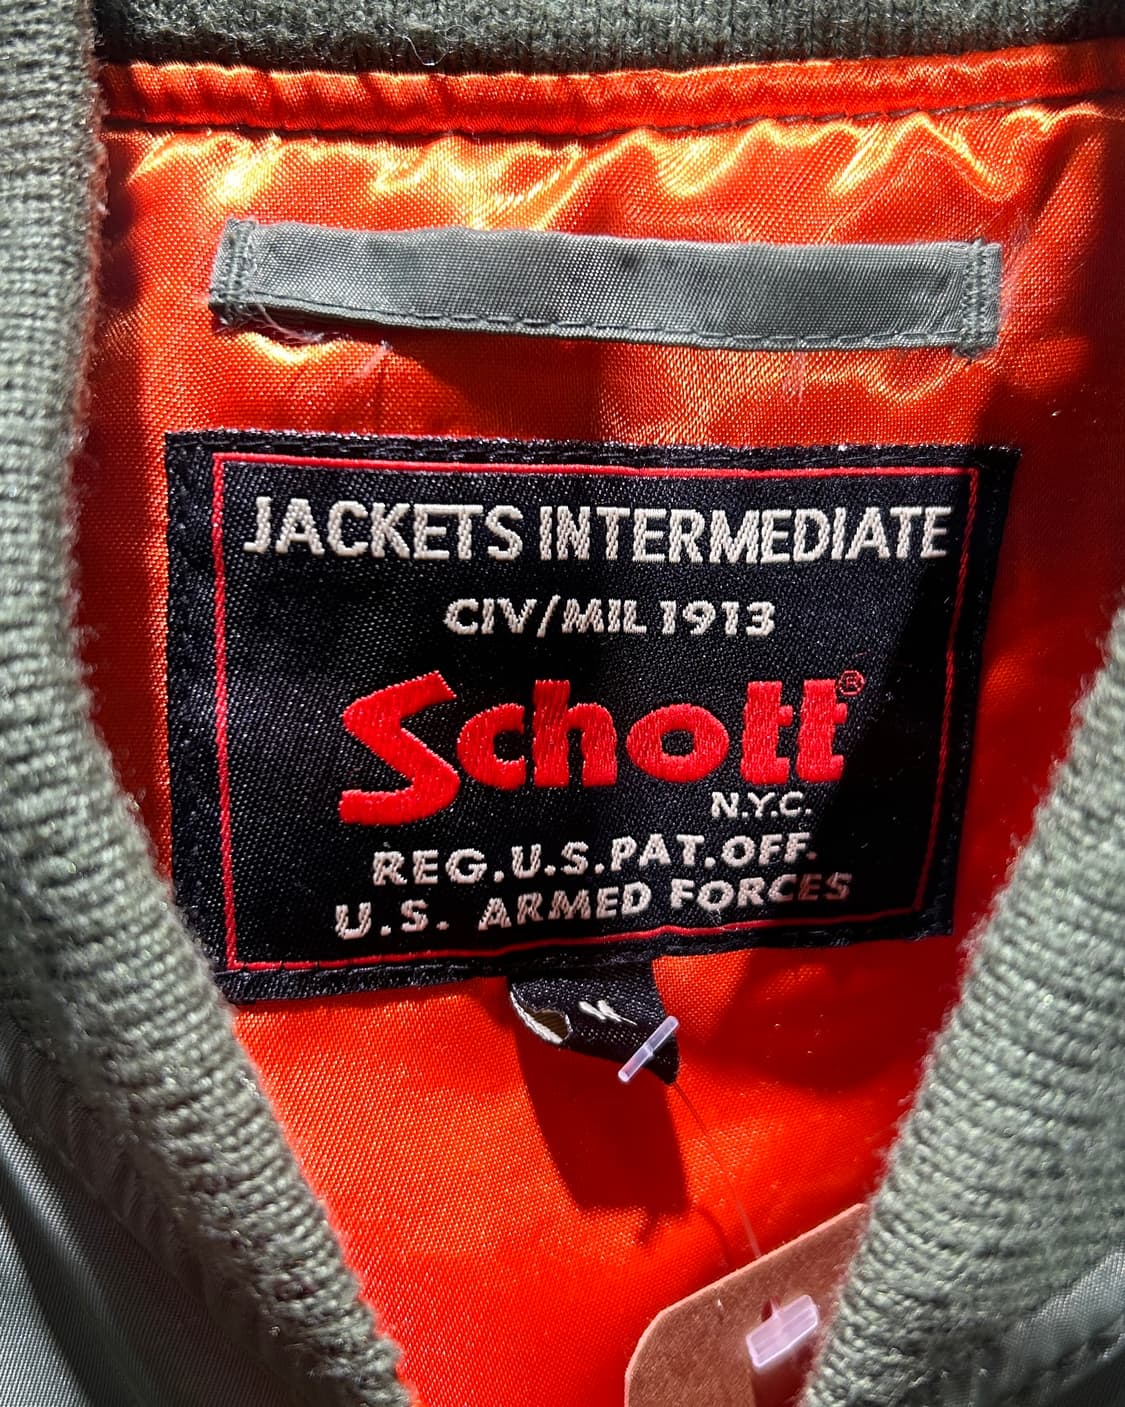 JACKETS INTERMEDIATE
CIV/MIL 1913
Schott®
N.Y.C.
REG.U.S.PAT.OFF.
U.S. ARMED FORCES